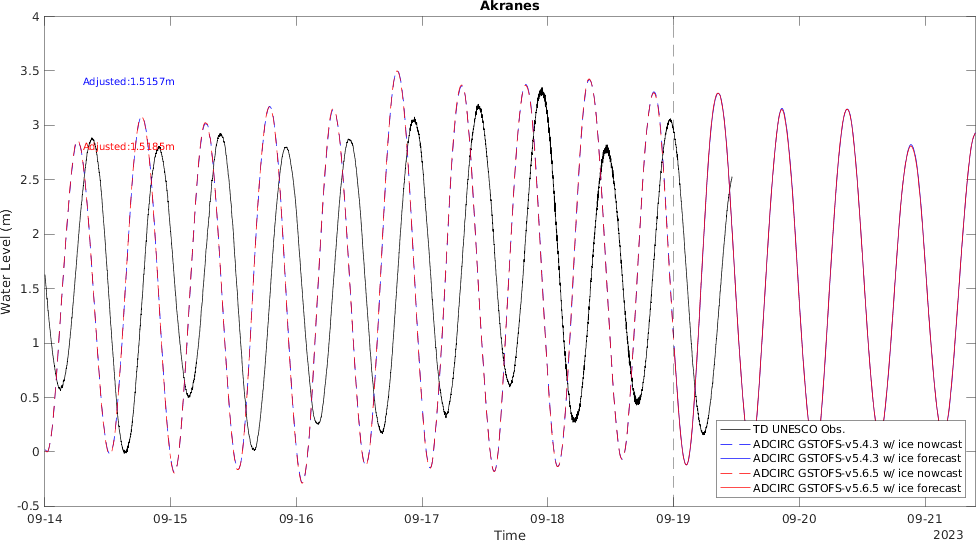 Akranes
4
3.5
3
2.5
2
1.5
1
0.5
0
-0.5
Water Level (m)
Adjusted:1.5157m
Adjusted:1.5185m
TD UNESCO Obs.
ADCIRC GSTOFS-v5.4.3 w/ ice nowcast
ADCIRC GSTOFS-v5.4.3 w/ ice forecast
ADCIRC GSTOFS-v5.6.5 w/ ice nowcast
ADCIRC GSTOFS-v5.6.5 w/ ice forecast
09-14 09-15 09-16 09-17 09-18 09-19 09-20 09-21
Time
2023